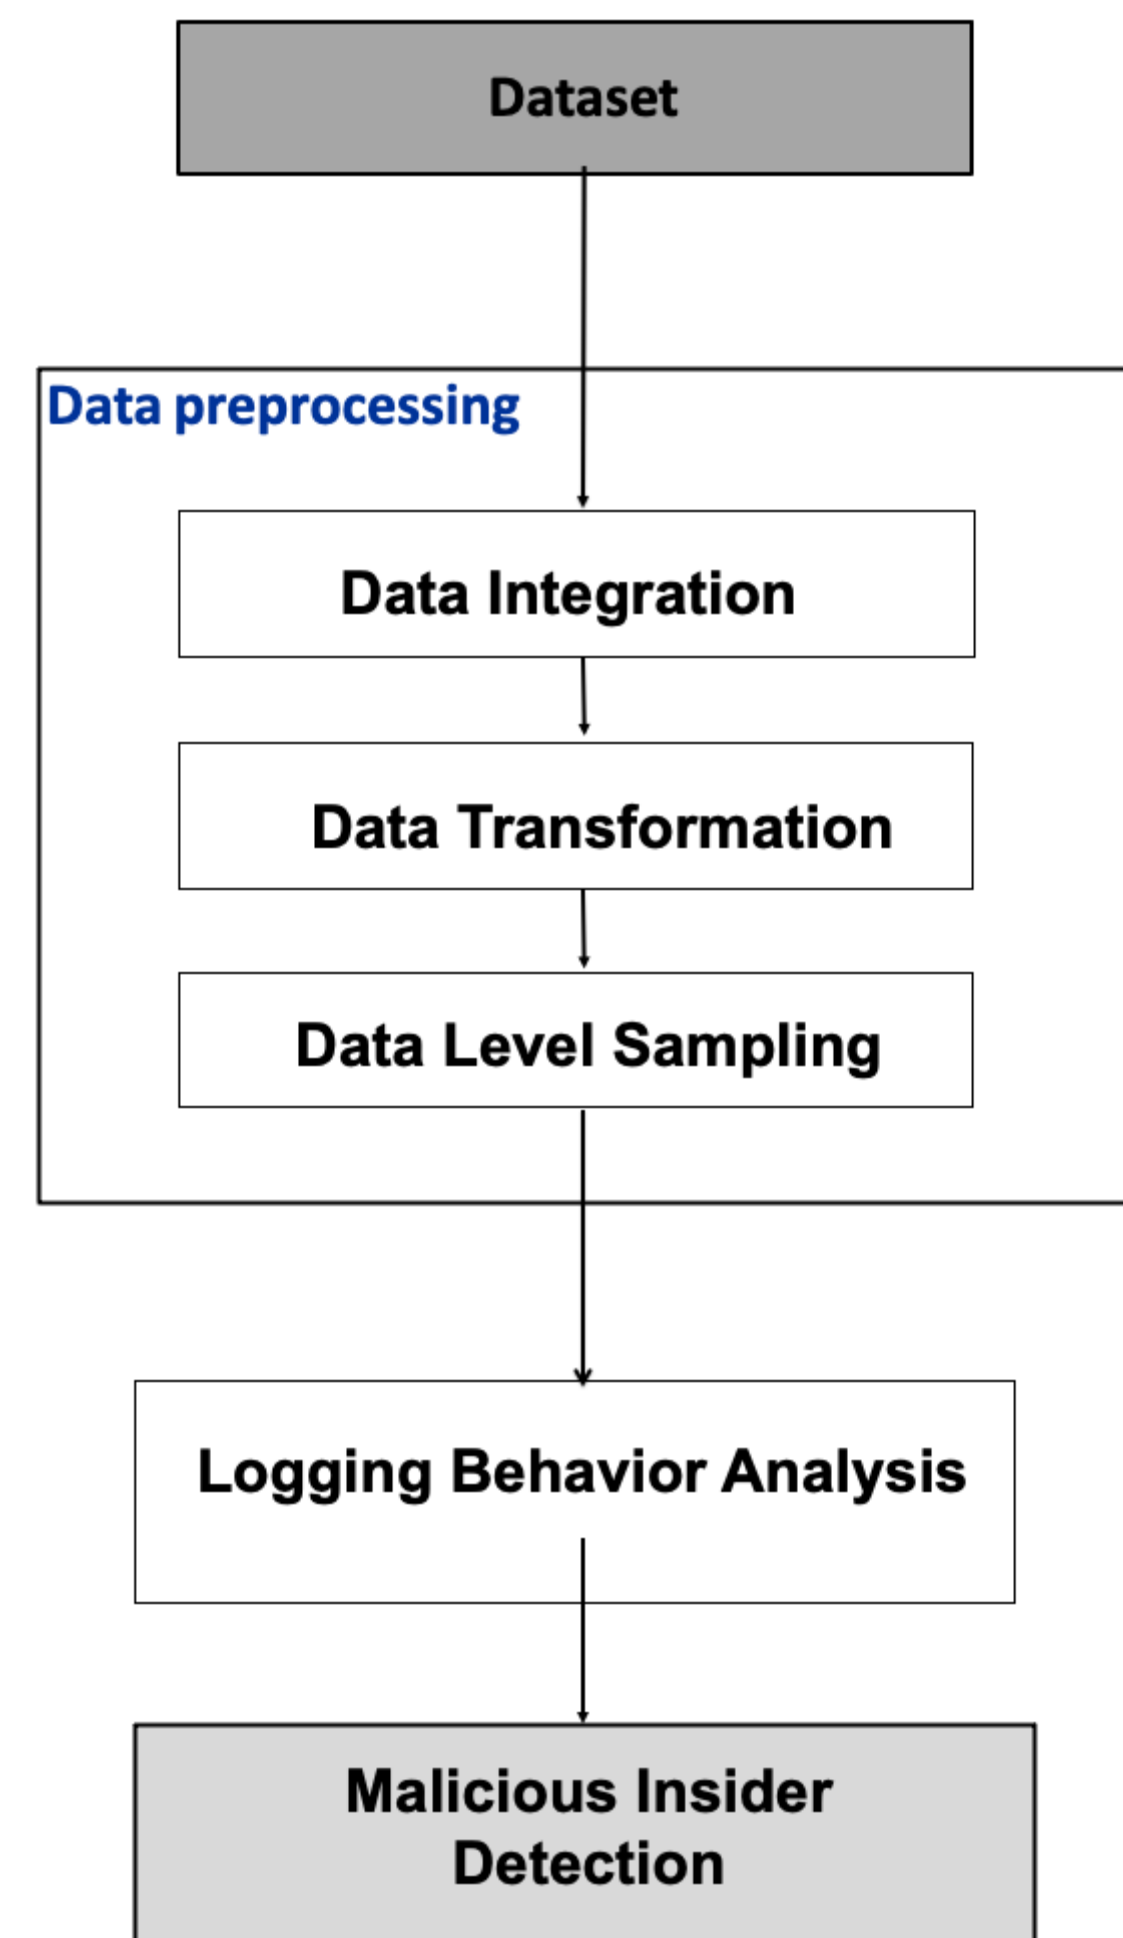 Dataset
Data preprocessing
Data Integration
Data Transformation
Data Level Sampling
Logging Behavior Analysis
Malicious Insider
Detection